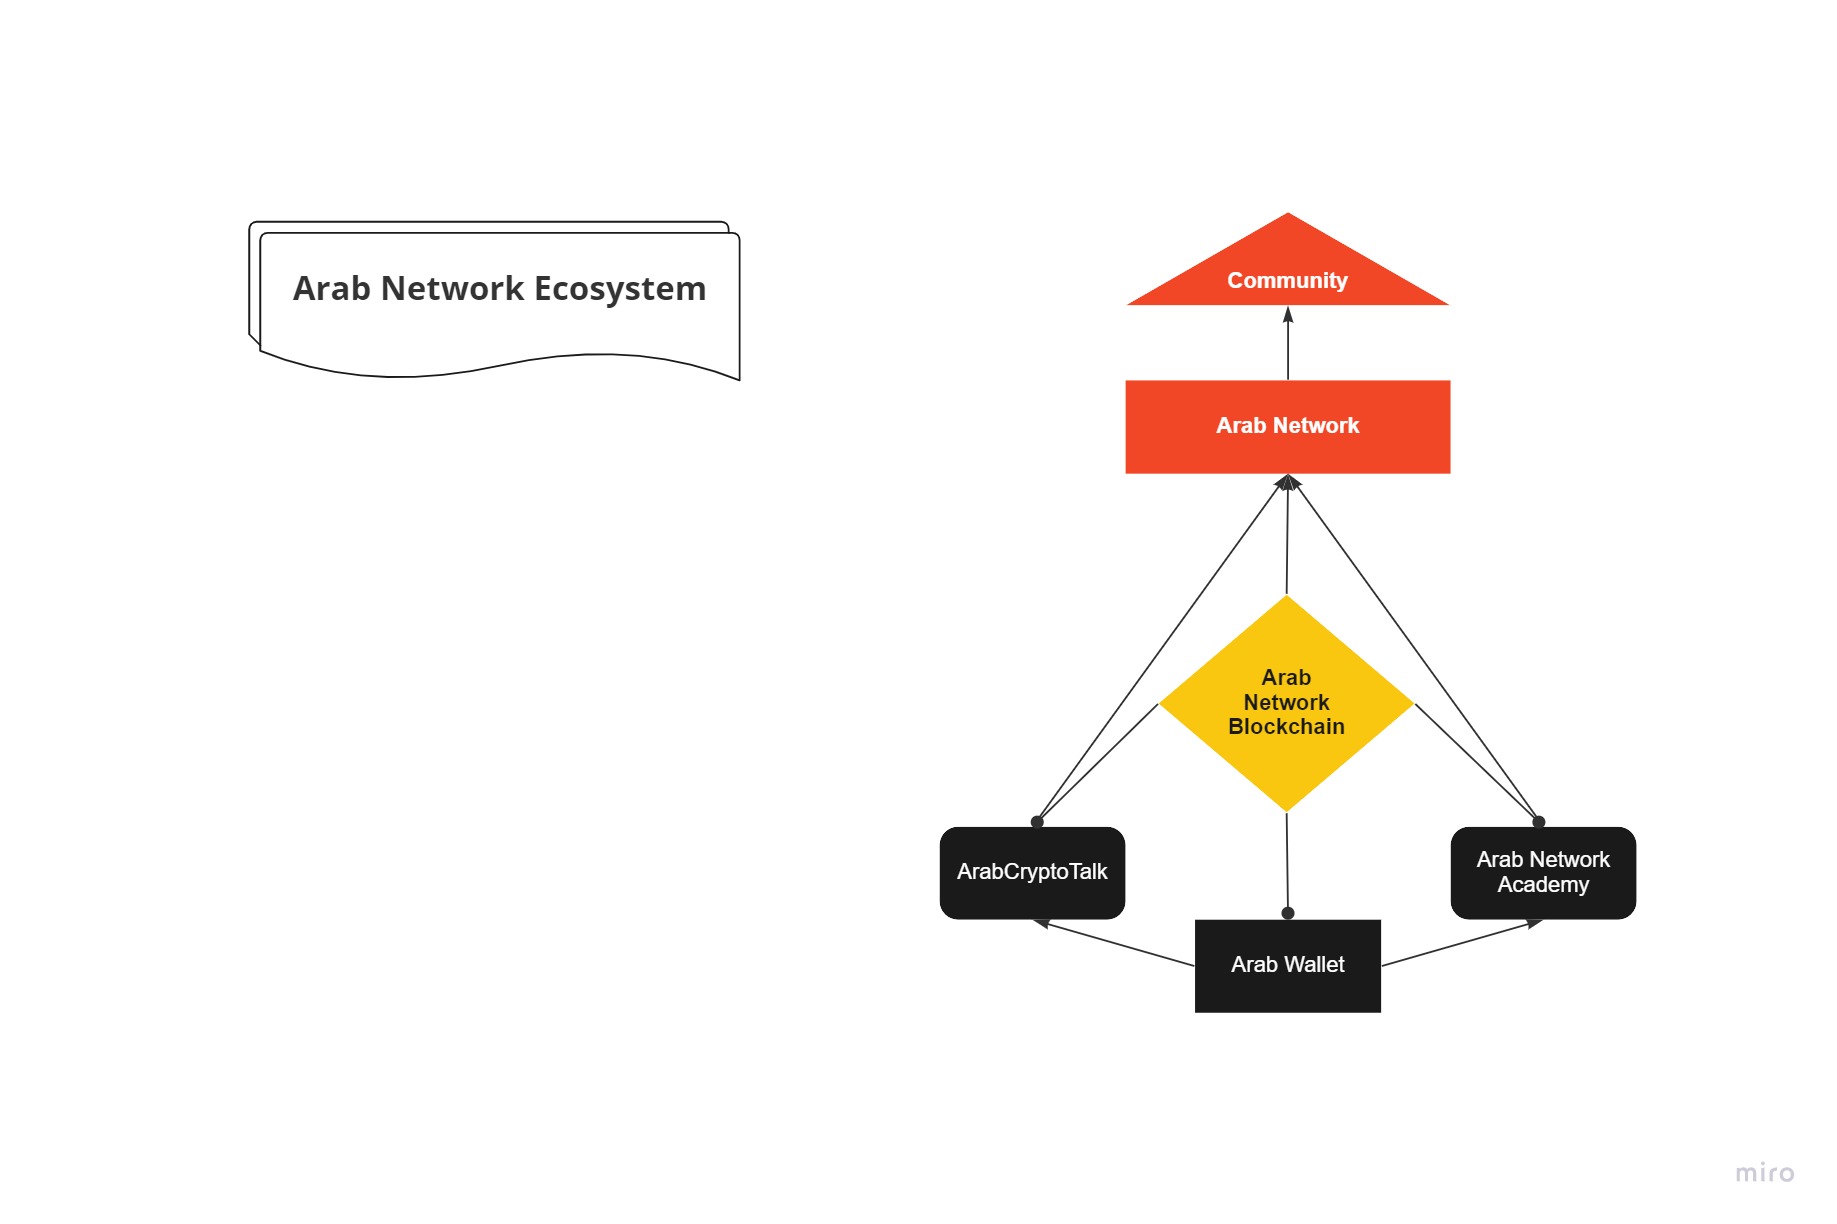 Arab Network Ecosystem
Community
Arab Network
Arab
Network
Blockchain
ArabCryptoTalk
Arab Network
Academy
Arab Wallet
miro